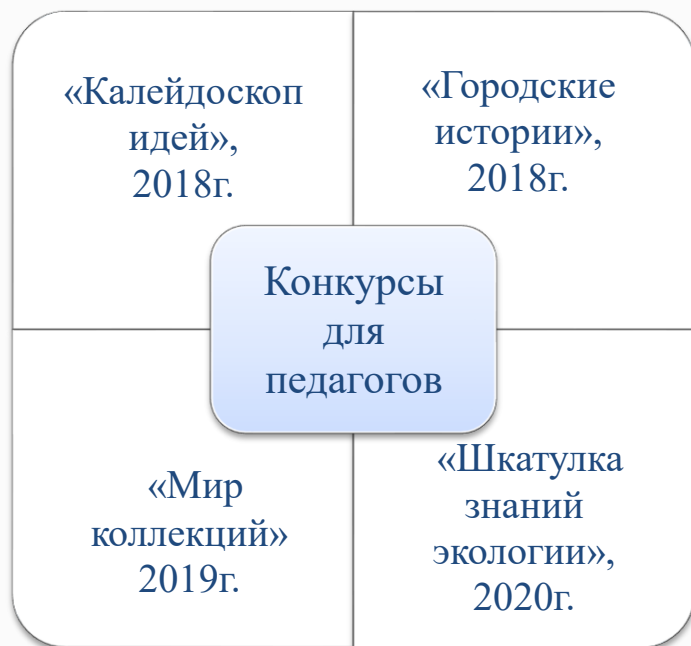 «Калейдоскоп
идей»,
2018г.
«Городские
истории»,
2018г.
Конкурсы
для
педагогов
«Мир
коллекций»
2019г.
«Шкатулка
знаний
экологии»,
2020г.